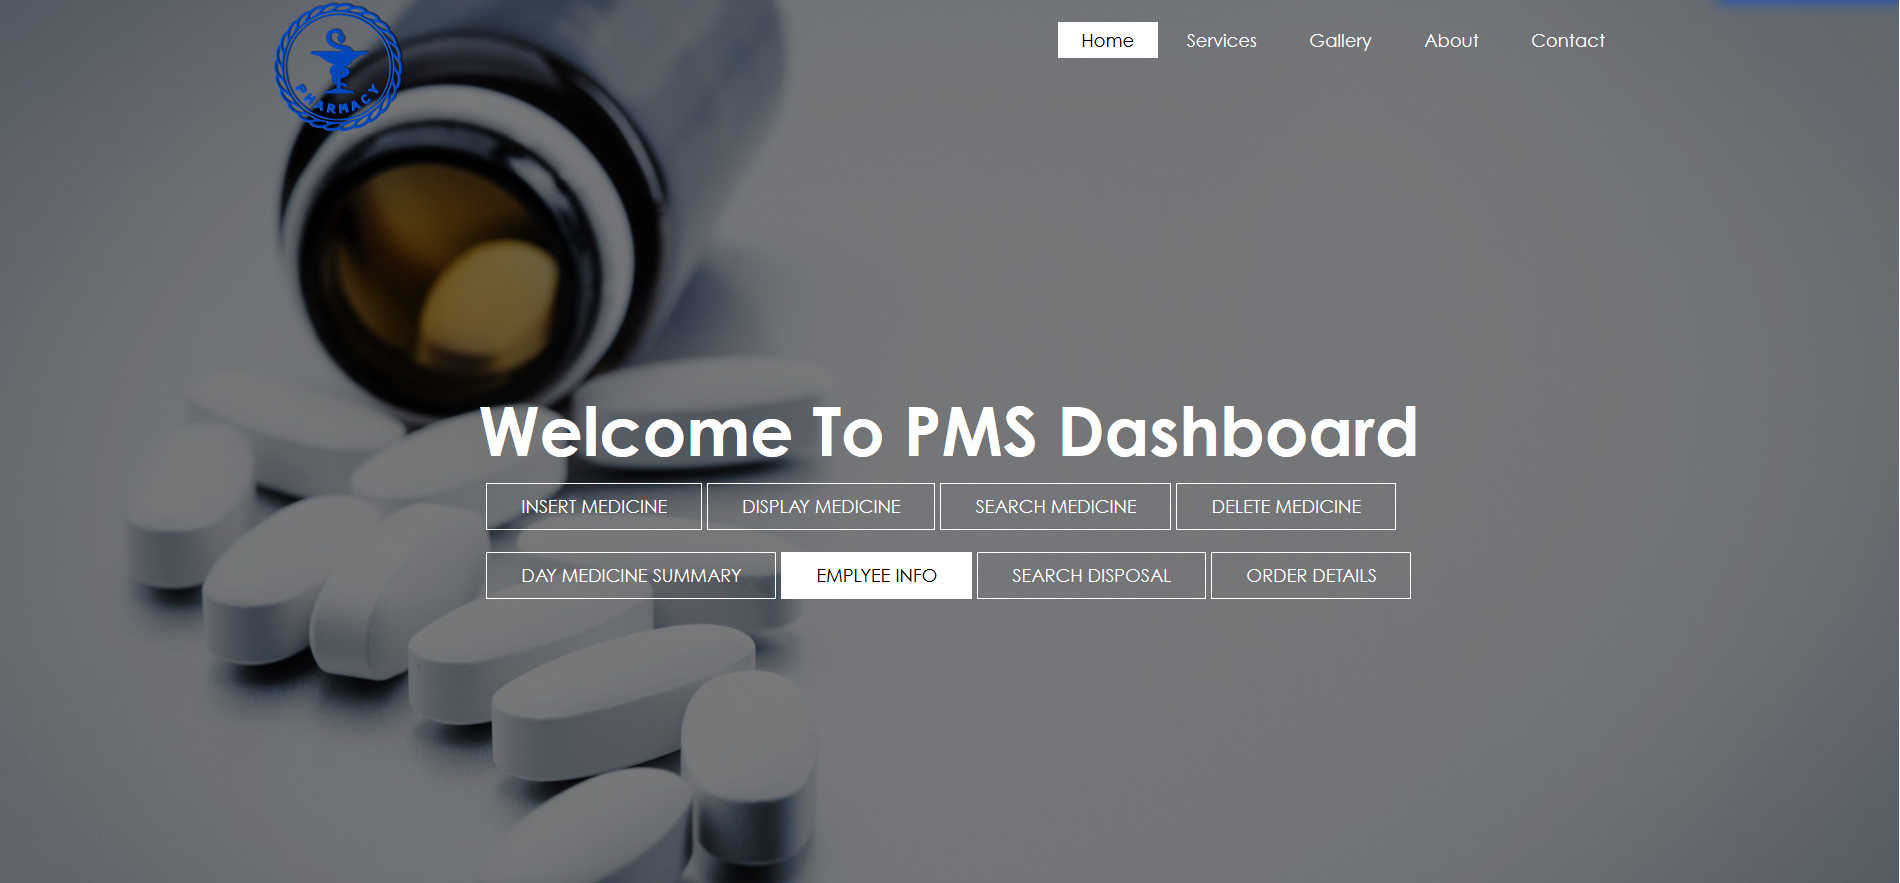 PHARMACY
Home Services Gallery About Contact
Welcome To PMS Dashboard
INSERT MEDICINE DISPLAY MEDICINE SEARCH MEDICINE DELETE MEDICINE
DAY MEDICINE SUMMARY EMPLYEE INFO SEARCH DISPOSAL ORDER DETAILS